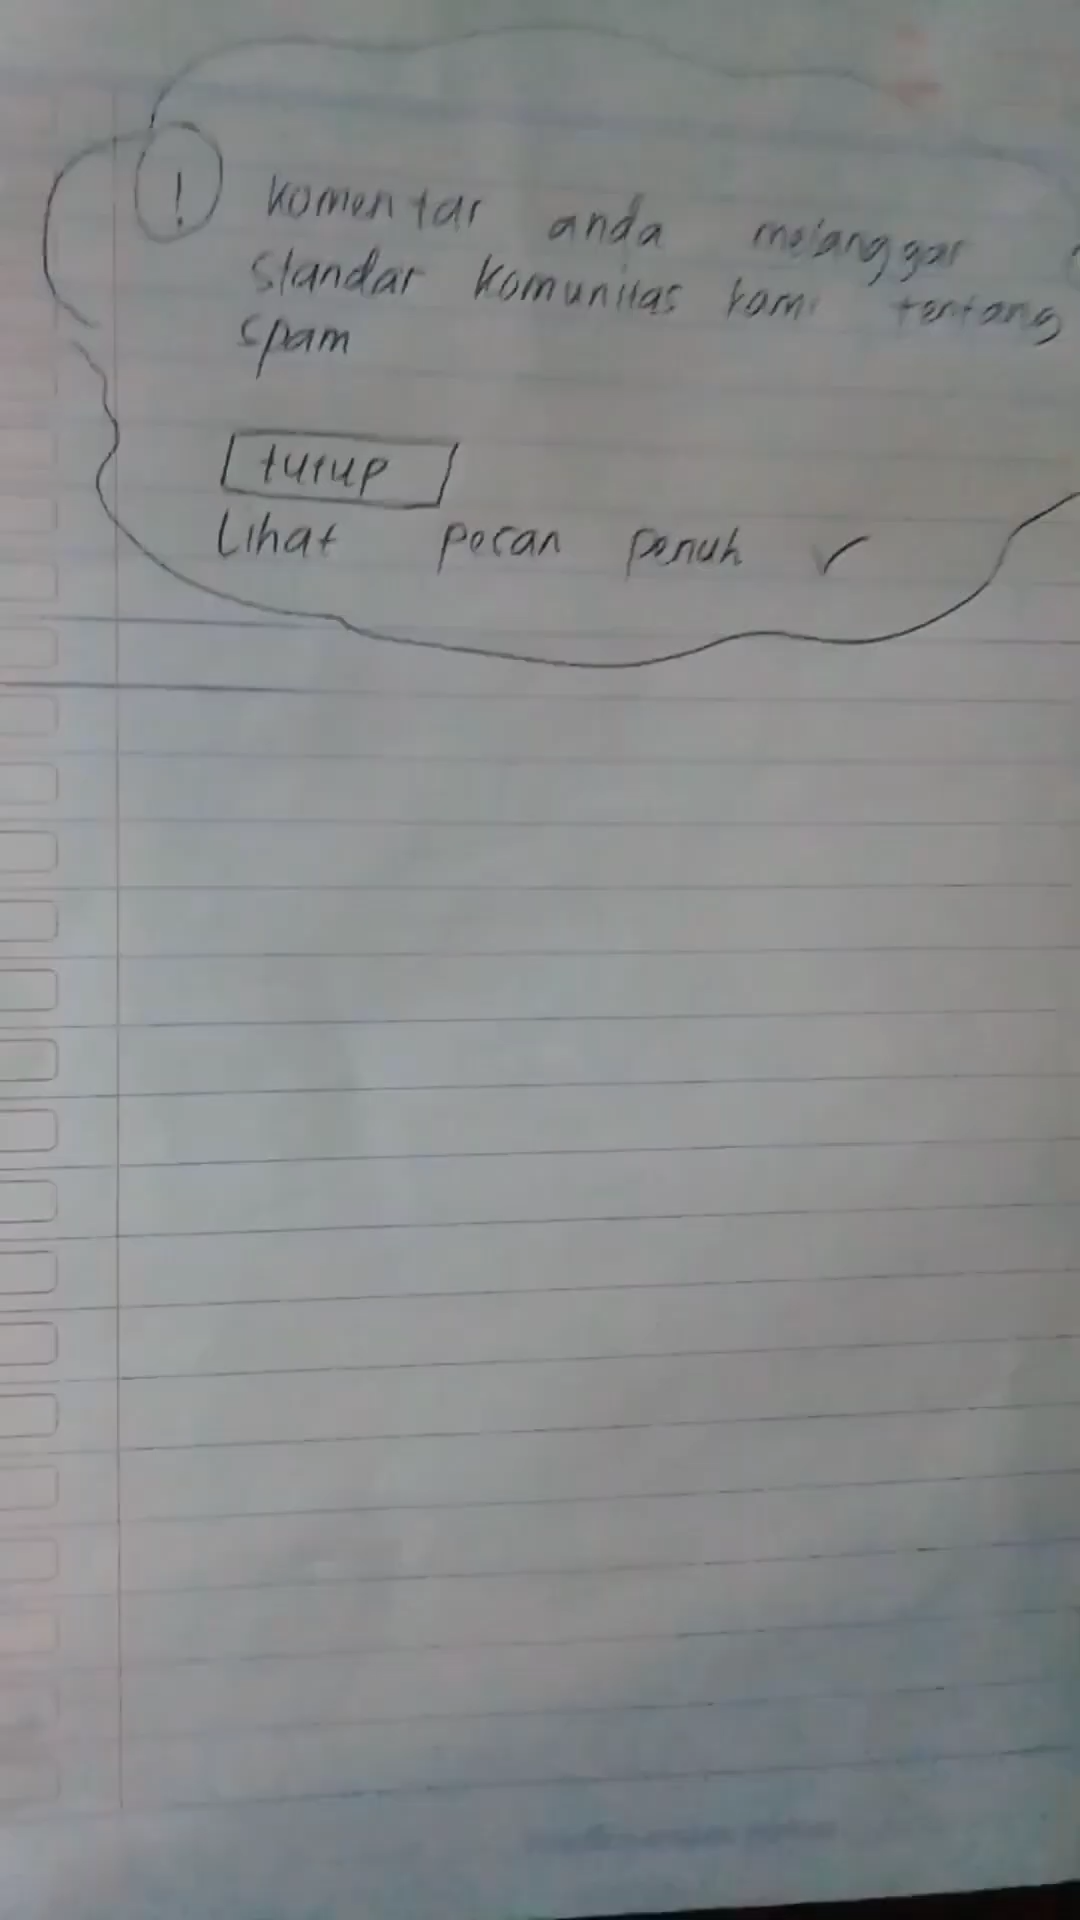 ! Komentar anda melanggar
standar komunitas kami tentang
spam
tutup
Lihat pesan penuh ✓